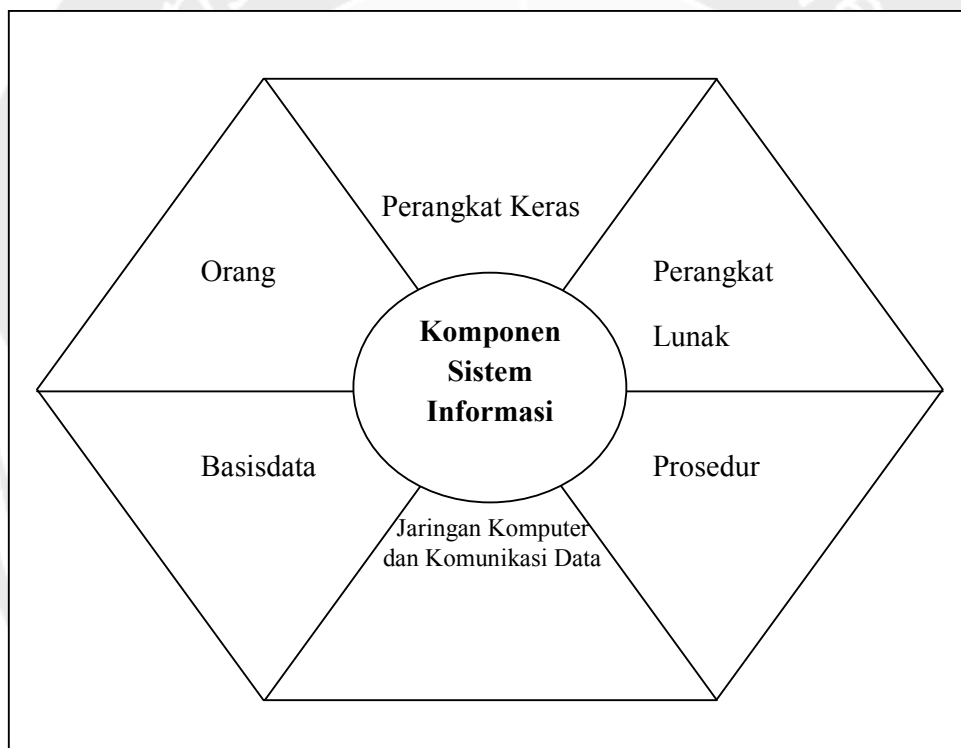 Perangkat Keras
Orang
Perangkat
Lunak
Komponen
Sistem
Informasi
Basisdata
Prosedur
Jaringan Komputer
dan Komunikasi Data